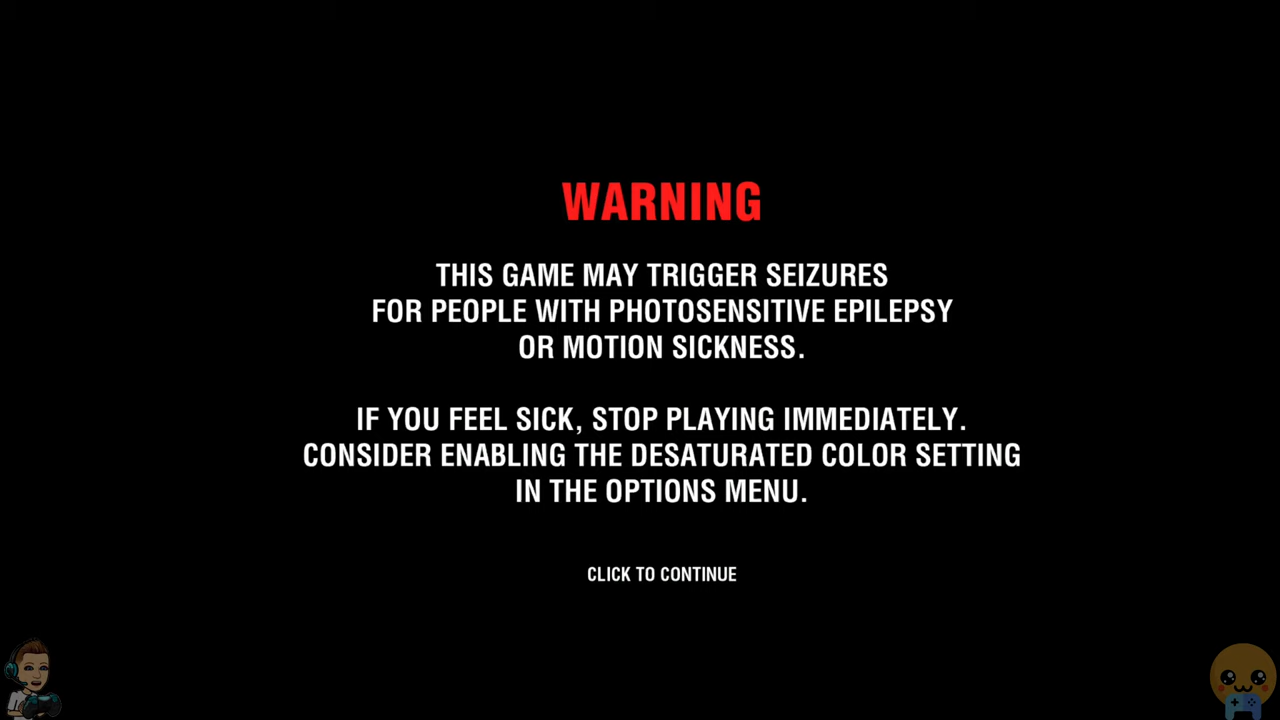 WARNING
THIS GAME MAY TRIGGER SEIZURES
FOR PEOPLE WITH PHOTOSENSITIVE EPILEPSY
OR MOTION SICKNESS.
IF YOU FEEL SICK, STOP PLAYING IMMEDIATELY.
CONSIDER ENABLING THE DESATURATED COLOR SETTING
IN THE OPTIONS MENU.
CLICK TO CONTINUE